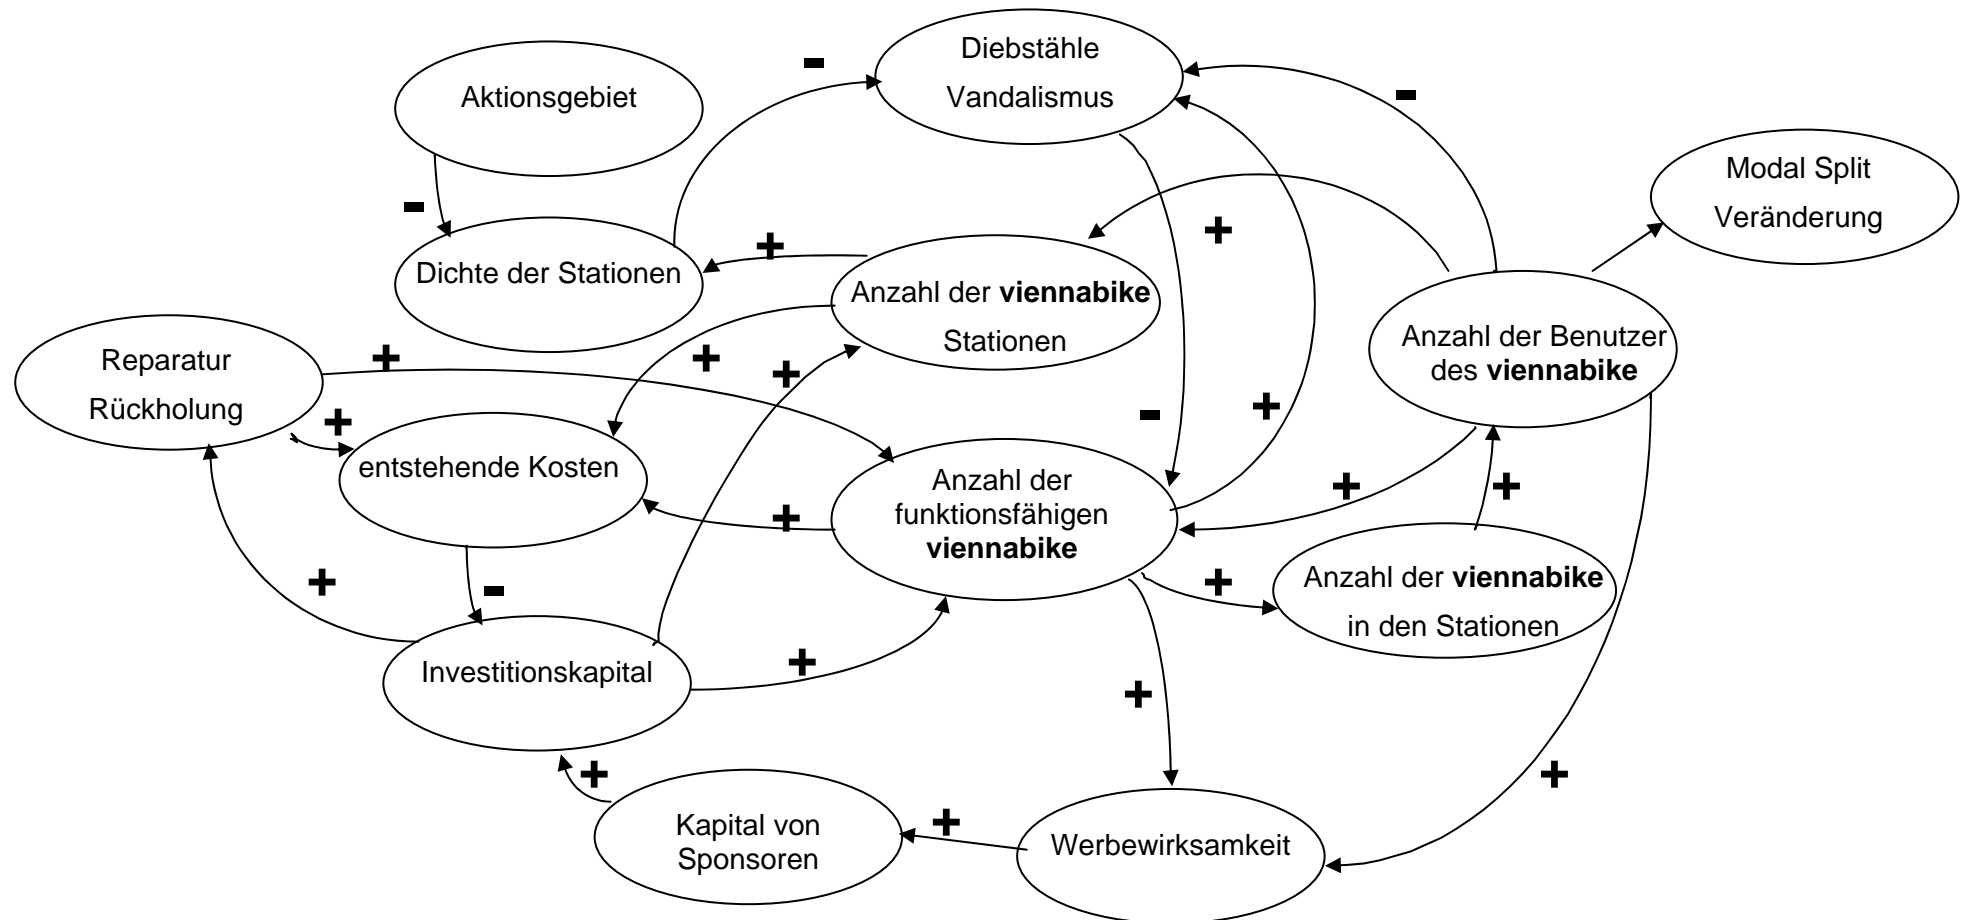 Diebstähle
Vandalismus
-
Aktionsgebiet
-
Modal Split
Veränderung
-
+
+
Dichte der Stationen
Anzahl der viennabike
Stationen
Anzahl der Benutzer
des viennabike
Reparatur
Rückholung
+
+
+
+
-
+
+
entstehende Kosten
Anzahl der
funktionsfähigen
viennabike
+
+
+
Anzahl der viennabike
in den Stationen
+
+
-
Investitionskapital
+
+
+
+
Kapital von
Sponsoren
+
Werbewirksamkeit